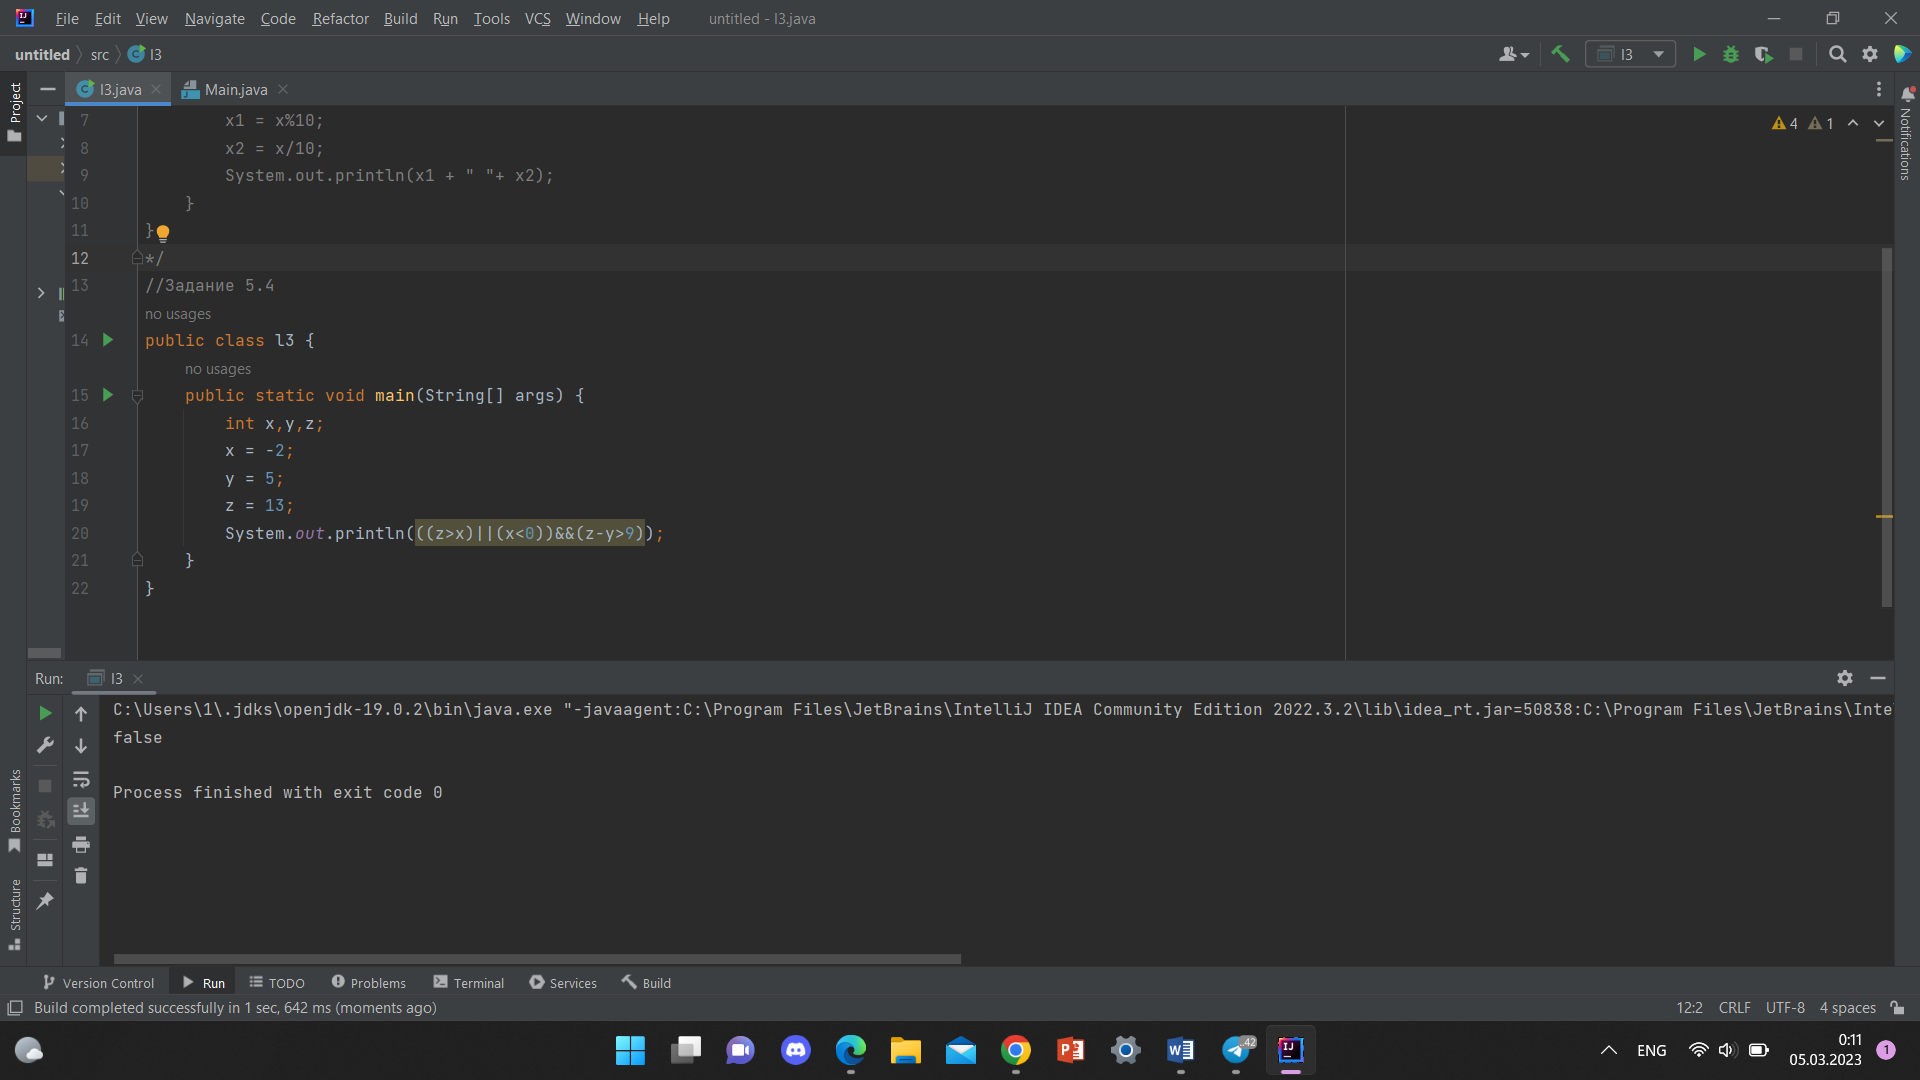 File Edit View Navigate Code Refactor Build Run Tools VCS Window Help untitled - l3.java
untitled src l3
l3
Project
l3.java Main.java
Notifications
4 1
7 x1 = x%10;
8 x2 = x/10;
9 System.out.println(x1 + " "+ x2);
10 }
11 }
12 */
13 //Задание 5.4
no usages
14 public class l3 {
no usages
15 public static void main(String[] args) {
16 int x,y,z;
17 x = -2;
18 y = 5;
19 z = 13;
20 System.out.println(((z>x)||(x<0))&&(z-y>9));
21 }
22 }
Run: l3
C:\Users\1\.jdks\openjdk-19.0.2\bin\java.exe "-javaagent:C:\Program Files\JetBrains\IntelliJ IDEA Community Edition 2022.3.2\lib\idea_rt.jar=50838:C:\Program Files\JetBrains\Inte
false
Process finished with exit code 0
Bookmarks
Structure
Version Control Run TODO Problems Terminal Services Build
Build completed successfully in 1 sec, 642 ms (moments ago) 12:2 CRLF UTF-8 4 spaces
ENG
0:11
05.03.2023
1